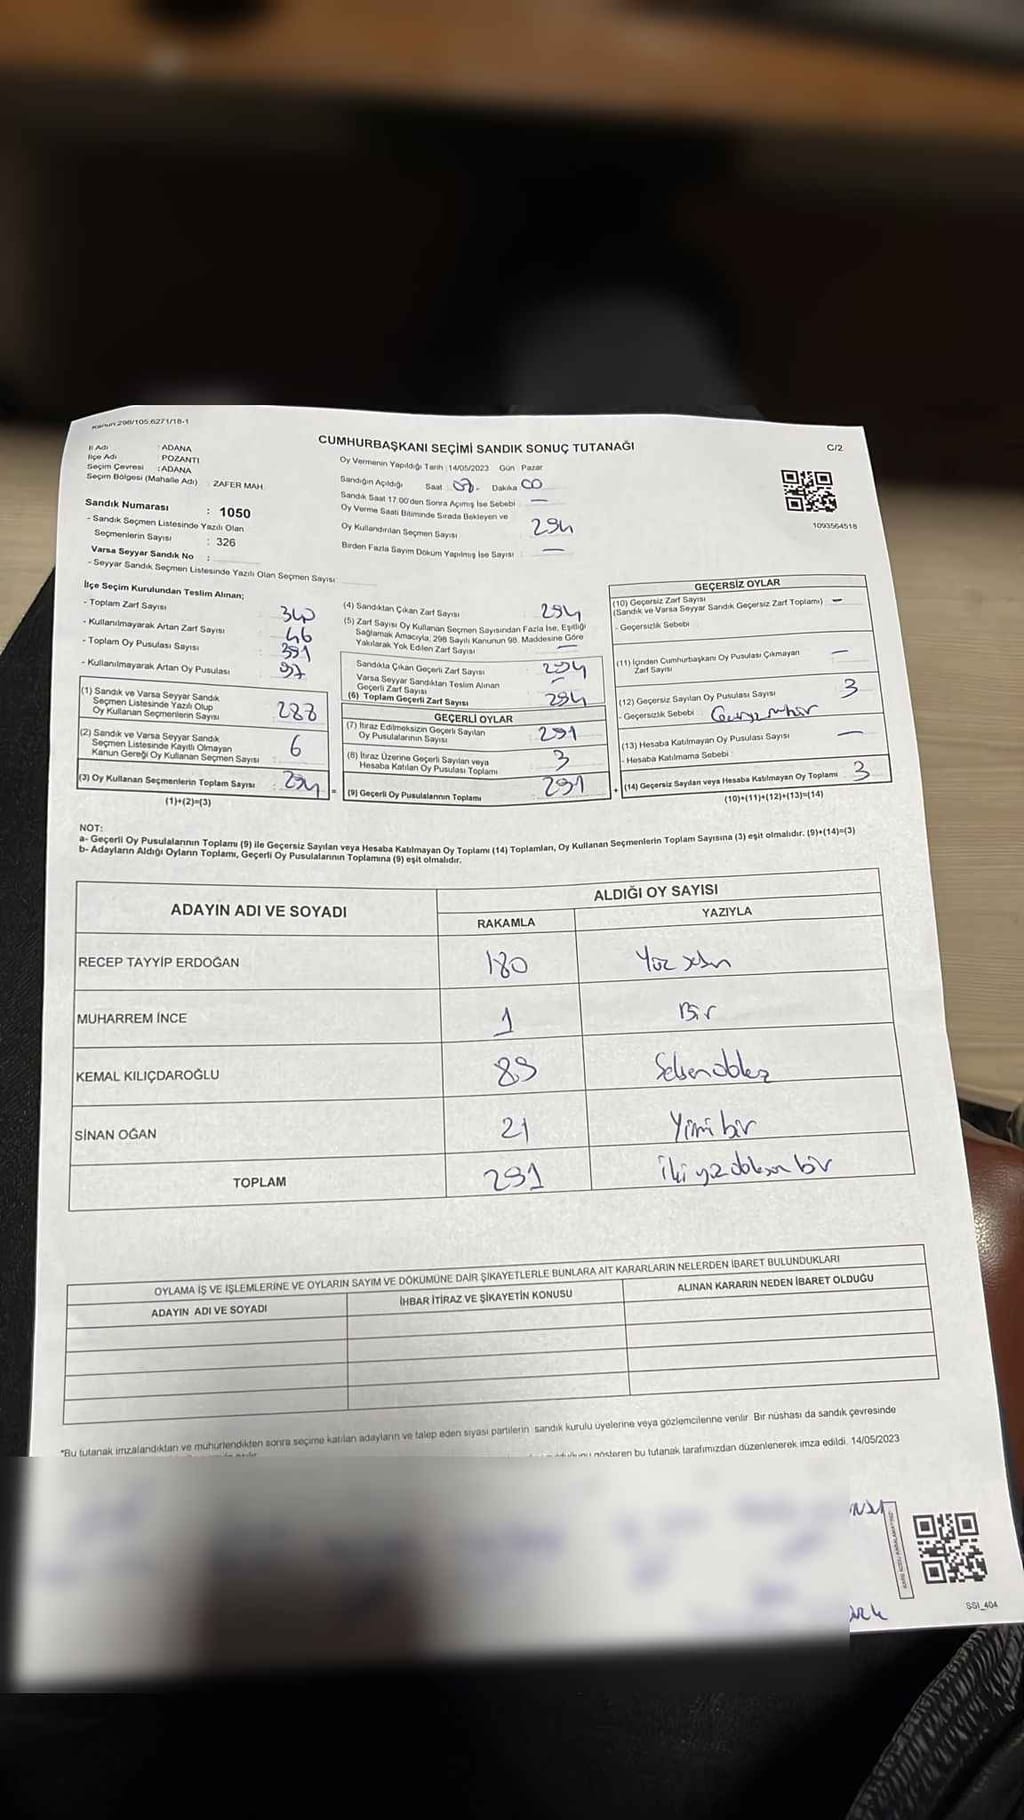 Kanun:298/105,6271/18-1
CUMHURBAŞKANI SEÇİMİ SANDIK SONUÇ TUTANAĞI
C/2
İl Adı : ADANA
İlçe Adı : POZANTI
Seçim Çevresi : ADANA
Seçim Bölgesi (Mahalle Adı) : ZAFER MAH.
Sandık Numarası : 1050
- Sandık Seçmen Listesinde Yazılı Olan
Seçmenlerin Sayısı : 326
Varsa Seyyar Sandık No :
- Seyyar Sandık Seçmen Listesinde Yazılı Olan Seçmen Sayısı:
Oy Vermenin Yapıldığı Tarih :14/05/2023 Gün : Pazar
Sandığın Açıldığı Saat : 08. Dakika 00
Sandık Saat 17:00'den Sonra Açımış İse Sebebi : —
Oy Verme Saati Bitiminde Sırada Bekleyen ve
Oy Kullandırılan Seçmen Sayısı : 294
Birden Fazla Sayım Döküm Yapılmış İse Sayısı : —
1093564518
İlçe Seçim Kurulundan Teslim Alınan;
- Toplam Zarf Sayısı : 340
- Kullanılmayarak Artan Zarf Sayısı : 46
- Toplam Oy Pusulası Sayısı : 391
- Kullanılmayarak Artan Oy Pusulası : 97
(1) Sandık ve Varsa Seyyar Sandık
Seçmen Listesinde Yazılı Olup
Oy Kullanan Seçmenlerin Sayısı : 288
(2) Sandık ve Varsa Seyyar Sandık
Seçmen Listesinde Kayıtlı Olmayan
Kanun Gereği Oy Kullanan Seçmen Sayısı : 6
(3) Oy Kullanan Seçmenlerin Toplam Sayısı : 294 =
(1)+(2)=(3)
(4) Sandıktan Çıkan Zarf Sayısı : 294
(5) Zarf Sayısı Oy Kullanan Seçmen Sayısından Fazla İse, Eşitliği
Sağlamak Amacıyla, 298 Sayılı Kanunun 98. Maddesine Göre
Yakılarak Yok Edilen Zarf Sayısı : —
Sandıkta Çıkan Geçerli Zarf Sayısı : 294
Varsa Seyyar Sandıktan Teslim Alınan
Geçerli Zarf Sayısı : —
(6) Toplam Geçerli Zarf Sayısı : 294
GEÇERLİ OYLAR
(7) İtiraz Edilmeksizin Geçerli Sayılan
Oy Pusulalarının Sayısı : 291
(8) İtiraz Üzerine Geçerli Sayılan veya
Hesaba Katılan Oy Pusulası Toplamı : 3
(9) Geçerli Oy Pusulalarının Toplamı : 291 +
GEÇERSİZ OYLAR
(10) Geçersiz Zarf Sayısı
(Sandık ve Varsa Seyyar Sandık Geçersiz Zarf Toplamı) : —
- Geçersizlik Sebebi :
(11) İçinden Cumhurbaşkanı Oy Pusulası Çıkmayan
Zarf Sayısı : —
(12) Geçersiz Sayılan Oy Pusulası Sayısı : 3
- Geçersizlik Sebebi :
(13) Hesaba Katılmayan Oy Pusulası Sayısı : —
- Hesaba Katılmama Sebebi :
(14) Geçersiz Sayılan veya Hesaba Katılmayan Oy Toplamı : 3
(10)+(11)+(12)+(13)=(14)
NOT:
a- Geçerli Oy Pusulalarının Toplamı (9) ile Geçersiz Sayılan veya Hesaba Katılmayan Oy Toplamı (14) Toplamları, Oy Kullanan Seçmenlerin Toplam Sayısına (3) eşit olmalıdır. (9)+(14)=(3)
b- Adayların Aldığı Oyların Toplamı, Geçerli Oy Pusulalarının Toplamına (9) eşit olmalıdır.
ADAYIN ADI VE SOYADI
ALDIĞI OY SAYISI
RAKAMLA YAZIYLA
RECEP TAYYİP ERDOĞAN 180 Yüz seksen
MUHARREM İNCE 1 Bir
KEMAL KILIÇDAROĞLU 89 Seksendokuz
SİNAN OĞAN 21 Yirmi bir
TOPLAM 291 İki yüz doksan bir
OYLAMA İŞ VE İŞLEMLERİNE VE OYLARIN SAYIM VE DÖKÜMÜNE DAİR ŞİKAYETLERLE BUNLARA AİT KARARLARIN NELERDEN İBARET BULUNDUKLARI
ADAYIN ADI VE SOYADI İHBAR İTİRAZ VE ŞİKAYETİN KONUSU ALINAN KARARIN NEDEN İBARET OLDUĞU
*Bu tutanak imzalandıktan ve mühürlendikten sonra seçime katılan adayların ve talep eden siyasi partilerin sandık kurulu üyelerine veya gözlemcilerine verilir. Bir nüshası da sandık çevresinde
gösteren bu tutanak tarafımızdan düzenlenerek imza edildi. 14/05/2023
SSI_404